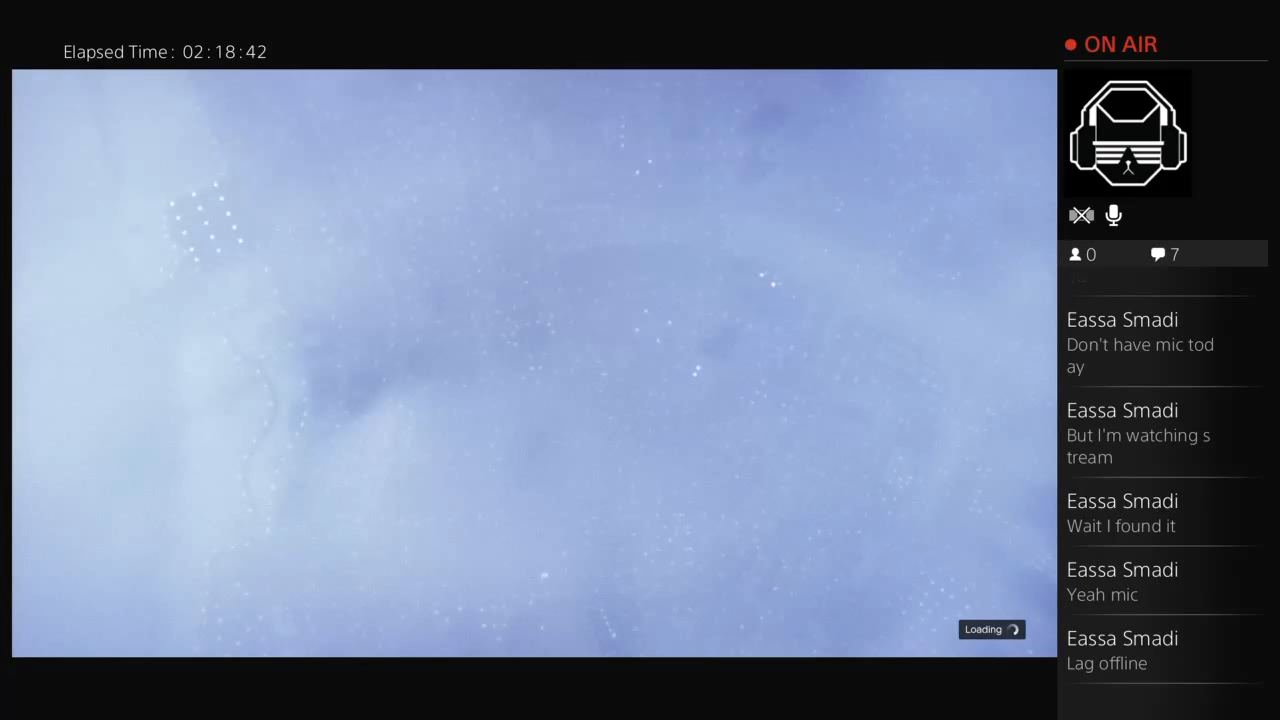 Elapsed Time: 02:18:42
ON AIR
0 7
Eassa Smadi
Don't have mic tod
ay
Eassa Smadi
But I'm watching s
tream
Eassa Smadi
Wait I found it
Eassa Smadi
Yeah mic
Eassa Smadi
Lag offline
Loading